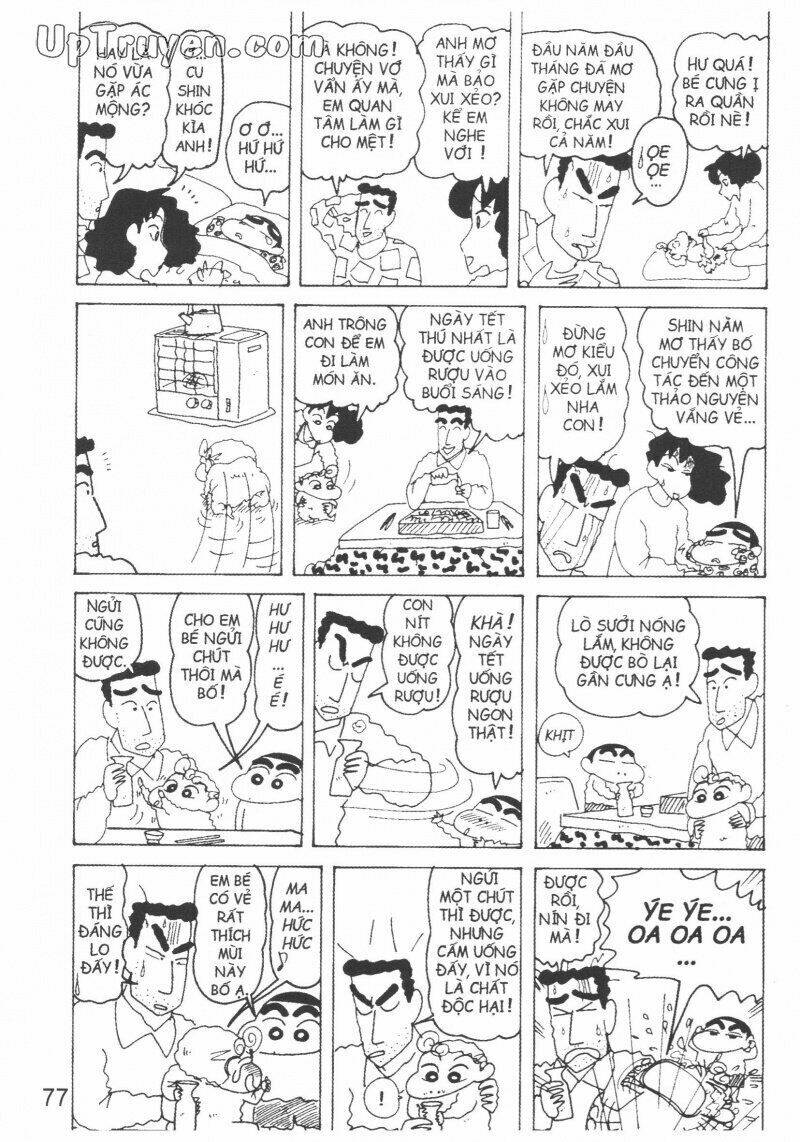 UpTruyen.com
HƯ QUÁ!
BÉ CƯNG Ị
RA QUẦN
RỒI NÈ!
ỌE
ỌE
...
ĐẦU NĂM ĐẦU
THÁNG ĐÃ MƠ
GẶP CHUYỆN
KHÔNG MAY
RỒI, CHẮC XUI
CẢ NĂM!
ANH MƠ
THẤY GÌ
MÀ BẢO
XUI XẺO?
KỂ EM
NGHE
VỚI!
À KHÔNG!
CHUYỆN VỚ
VẨN ẤY MÀ,
EM QUAN
TÂM LÀM GÌ
CHO MỆT!
Ơ Ơ...
HỨ HỨ
HỨ...
Ơ...
CU
SHIN
KHÓC
KÌA
ANH!
HAY LÀ
NÓ VỪA
GẶP ÁC
MỘNG?
SHIN NẰM
MƠ THẤY BỐ
CHUYỂN CÔNG
TÁC ĐẾN MỘT
THẢO NGUYÊN
VẮNG VẺ...
ĐỪNG
MƠ KIỂU
ĐÓ, XUI
XẺO LẮM
NHA
CON!
NGÀY TẾT
THÚ NHẤT LÀ
ĐƯỢC UỐNG
RƯỢU VÀO
BUỔI SÁNG!
ANH TRÔNG
CON ĐỂ EM
ĐI LÀM
MÓN ĂN.
LÒ SƯỞI NÓNG
LẮM, KHÔNG
ĐƯỢC BÒ LẠI
GẦN CƯNG Ạ!
KHỊT
KHÀ!
NGÀY
TẾT
UỐNG
RƯỢU
NGON
THẬT!
CON
NÍT
KHÔNG
ĐƯỢC
UỐNG
RƯỢU!
HƯ
HƯ
HƯ
...
É
É!
CHO EM
BÉ NGỬI
CHÚT
THÔI MÀ
BỐ!
NGỬI
CŨNG
KHÔNG
ĐƯỢC.
ÝE ÝE...
OA OA OA
...
ĐƯỢC
RỒI,
NÍN ĐI
MÀ!
NGỬI
MỘT CHÚT
THÌ ĐƯỢC,
NHƯNG
CẤM UỐNG
ĐẤY, VÌ NÓ
LÀ CHẤT
ĐỘC HẠI!
!
MA
MA...
HỨC
HỨC
EM BÉ
CÓ VẺ
RẤT
THÍCH
MÙI
NÀY
BỐ Ạ.
THẾ
THÌ
ĐÁNG
LO
ĐẤY!
77